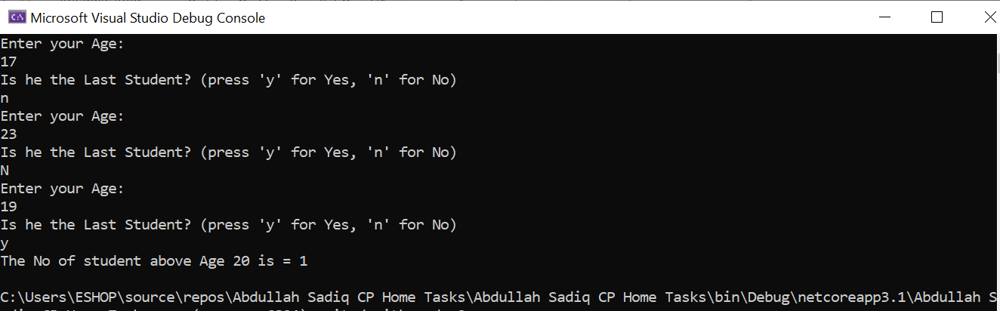 Microsoft Visual Studio Debug Console
Enter your Age:
17
Is he the Last Student? (press 'y' for Yes, 'n' for No)
n
Enter your Age:
23
Is he the Last Student? (press 'y' for Yes, 'n' for No)
N
Enter your Age:
19
Is he the Last Student? (press 'y' for Yes, 'n' for No)
y
The No of student above Age 20 is = 1
C:\Users\ESHOP\source\repos\Abdullah Sadiq CP Home Tasks\Abdullah Sadiq CP Home Tasks\bin\Debug\netcoreapp3.1\Abdullah S